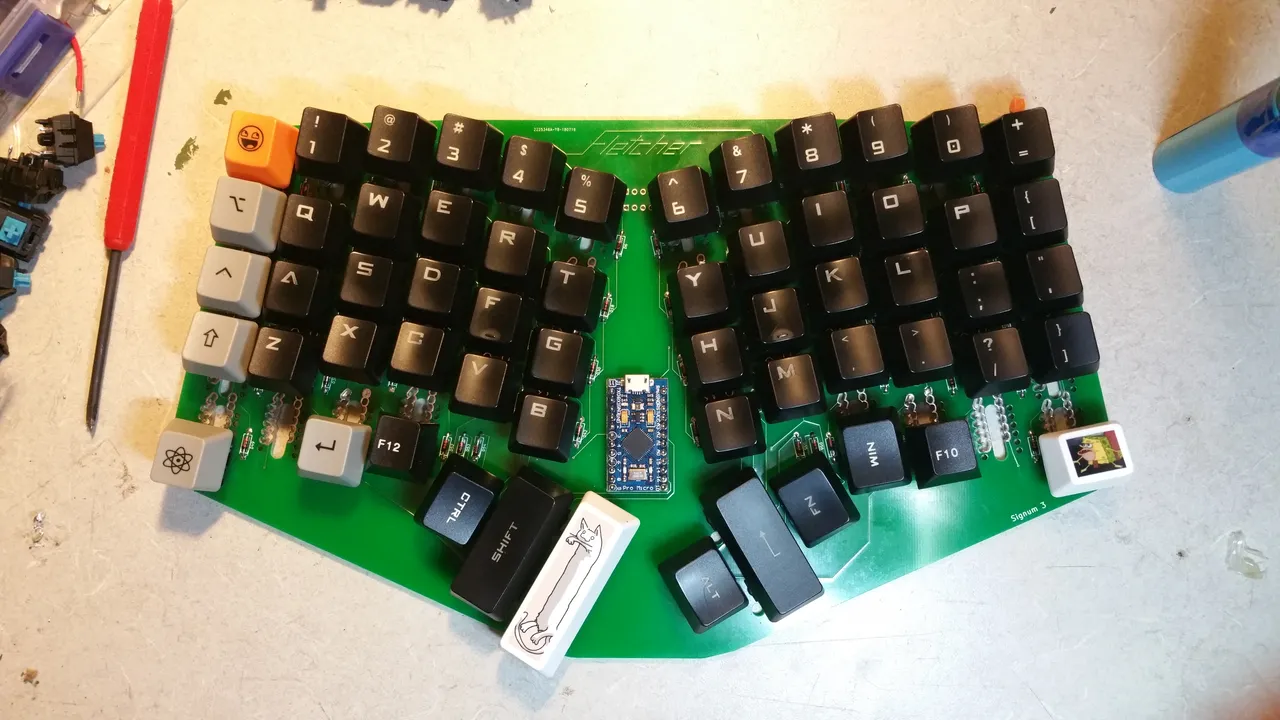 Fletcher
! 1
@ 2
# 3
$ 4
% 5
^ 6
& 7
* 8
( 9
) 0
+ =
Q W E R T
Y U I O P { [
A S D F G
H J K L : ; " '
Z X C V B
N M < , > . ? / } ]
F12
CTRL
SHIFT
Pro Micro
ALT
FN
WIN
F10
Signum 3